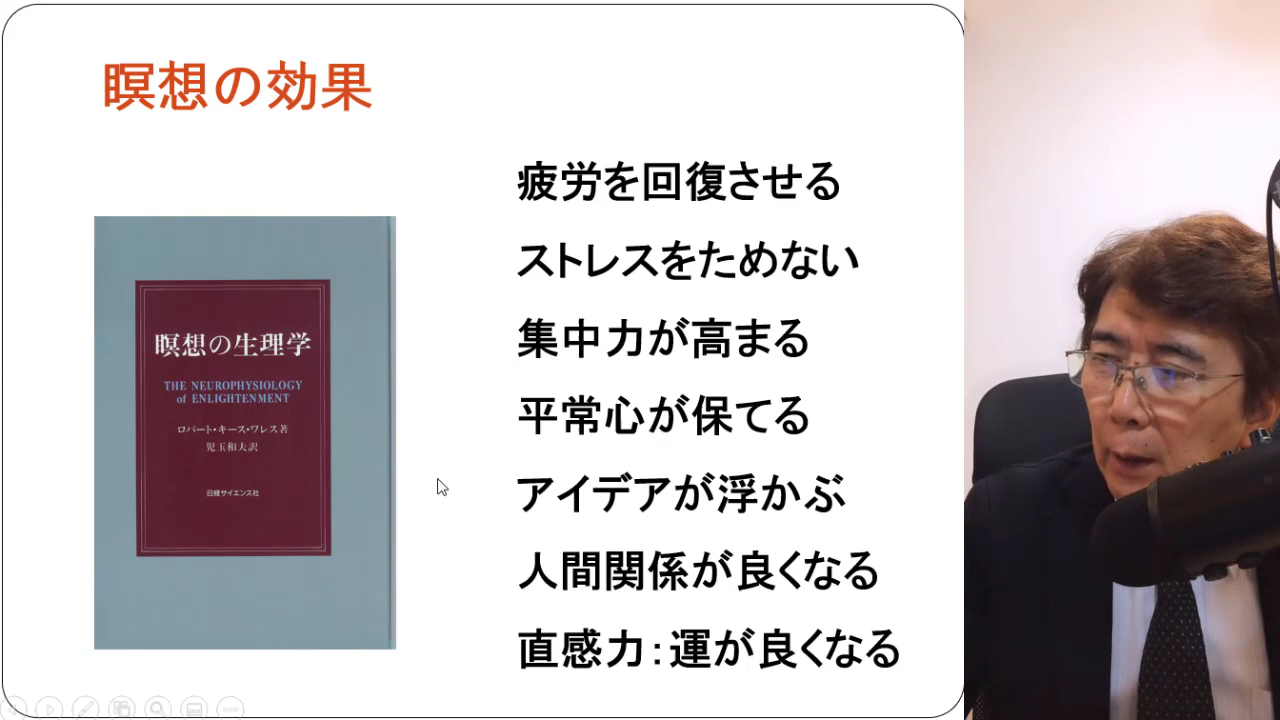 瞑想の効果
瞑想の生理学
THE NEUROPHYSIOLOGY
of ENLIGHTENMENT
ロバート・キース・ワレス著
児玉和夫訳
日経サイエンス社
疲労を回復させる
ストレスをためない
集中力が高まる
平常心が保てる
アイデアが浮かぶ
人間関係が良くなる
直感力：運が良くなる